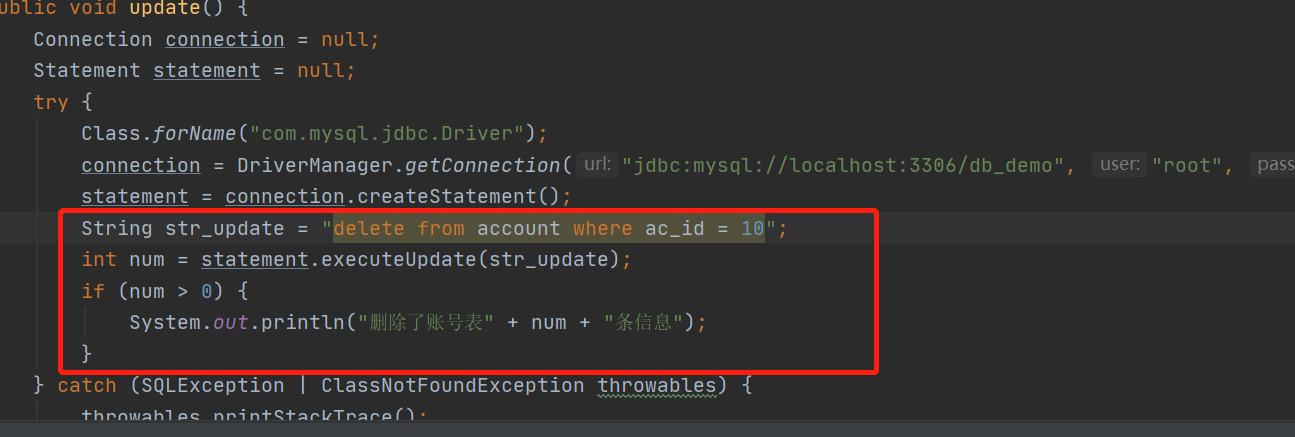 ublic void update() {
Connection connection = null;
Statement statement = null;
try {
Class.forName("com.mysql.jdbc.Driver");
connection = DriverManager.getConnection( url: "jdbc:mysql://localhost:3306/db_demo", user: "root", pass
statement = connection.createStatement();
String str_update = "delete from account where ac_id = 10";
int num = statement.executeUpdate(str_update);
if (num > 0) {
System.out.println("删除了账号表" + num + "条信息");
}
} catch (SQLException | ClassNotFoundException throwables) {
throwables.printStackTrace();